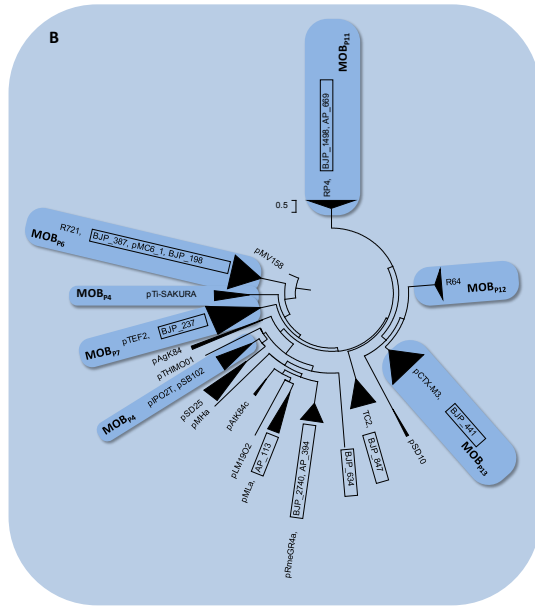 B
MOBP11
RP4, BJP_1498, AP_669
0.5
R721, BJP_387, pMC6_1, BJP_198
MOBP6
pMV158
MOBP4 pTi-SAKURA
R64 MOBP12
pTEF2, BJP_237
MOBP7
pAgK84
pTHIMO01
pIPO2T, pSB102
MOBP4
pSD25
pMHa
pAtK84c
pLM19O2
pMLa, AP_113
pRmeGR4a, BJP_2740, AP_394
BJP_634
TC2, BJP_847
pSD10
pCTX-M3, BJP_441
MOBP13